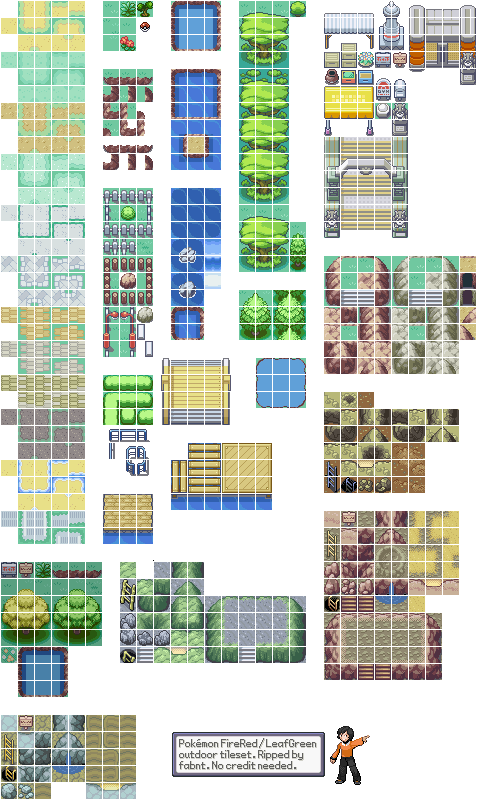 Pokémon FireRed/LeafGreen
outdoor tileset. Ripped by
fabnt. No credit needed.